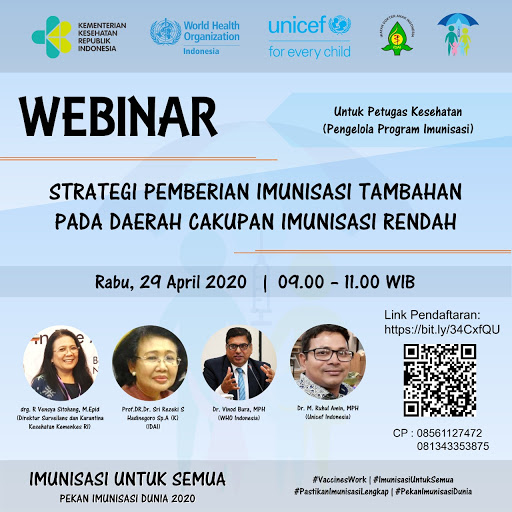 KEMENTERIAN
KESEHATAN
REPUBLIK
INDONESIA
World Health
Organization
Indonesia
unicef
for every child
WEBINAR
Untuk Petugas Kesehatan
(Pengelola Program Imunisasi)
STRATEGI PEMBERIAN IMUNISASI TAMBAHAN
PADA DAERAH CAKUPAN IMUNISASI RENDAH
Rabu, 29 April 2020 | 09.00 - 11.00 WIB
Link Pendaftaran:
https://bit.ly/34CxfQU
drg. R Vensya Sitohang, M.Epid
(Direktur Surveilans dan Karantina
Kesehatan Kemenkes RI)
Prof.DR.Dr. Sri Rezeki S
Hadinegoro Sp.A (K)
(IDAI)
Dr. Vinod Bura, MPH
(WHO Indonesia)
Dr. M. Ruhul Amin, MPH
(Unicef Indonesia)
CP : 08561127472
081343353875
IMUNISASI UNTUK SEMUA
PEKAN IMUNISASI DUNIA 2020
#VaccinesWork | #ImunisasiUntukSemua
#PastikanImunisasiLengkap | #PekanImunisasiDunia